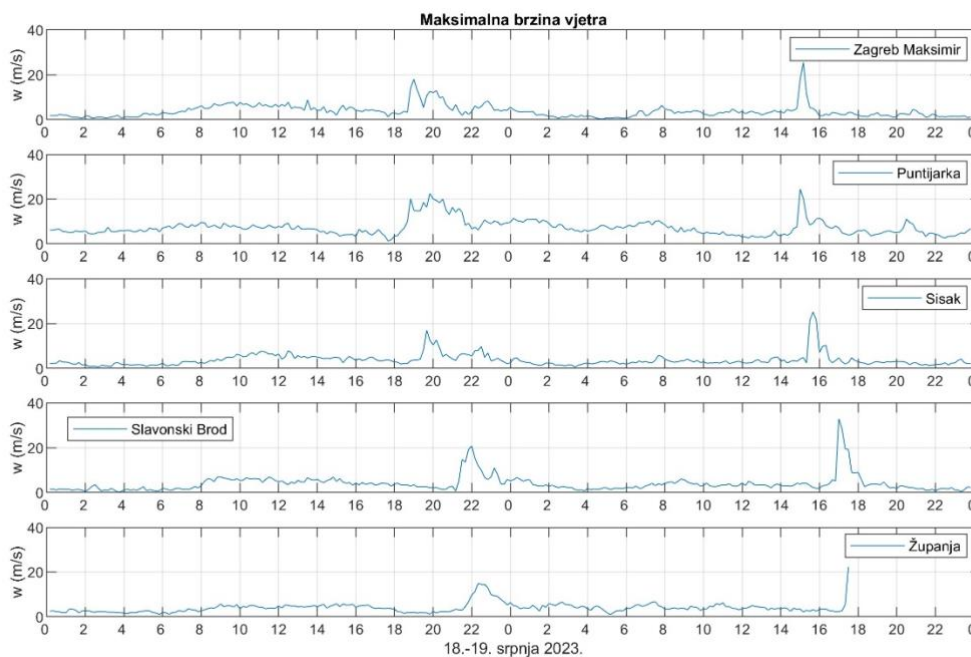 Maksimalna brzina vjetra
40
20
0
w (m/s)
Zagreb Maksimir
0 2 4 6 8 10 12 14 16 18 20 22 0 2 4 6 8 10 12 14 16 18 20 22 0
40
20
0
w (m/s)
Puntijarka
0 2 4 6 8 10 12 14 16 18 20 22 0 2 4 6 8 10 12 14 16 18 20 22 0
40
20
0
w (m/s)
Sisak
0 2 4 6 8 10 12 14 16 18 20 22 0 2 4 6 8 10 12 14 16 18 20 22 0
40
20
0
w (m/s)
Slavonski Brod
0 2 4 6 8 10 12 14 16 18 20 22 0 2 4 6 8 10 12 14 16 18 20 22 0
40
20
0
w (m/s)
Županja
0 2 4 6 8 10 12 14 16 18 20 22 0 2 4 6 8 10 12 14 16 18 20 22 0
18.-19. srpnja 2023.